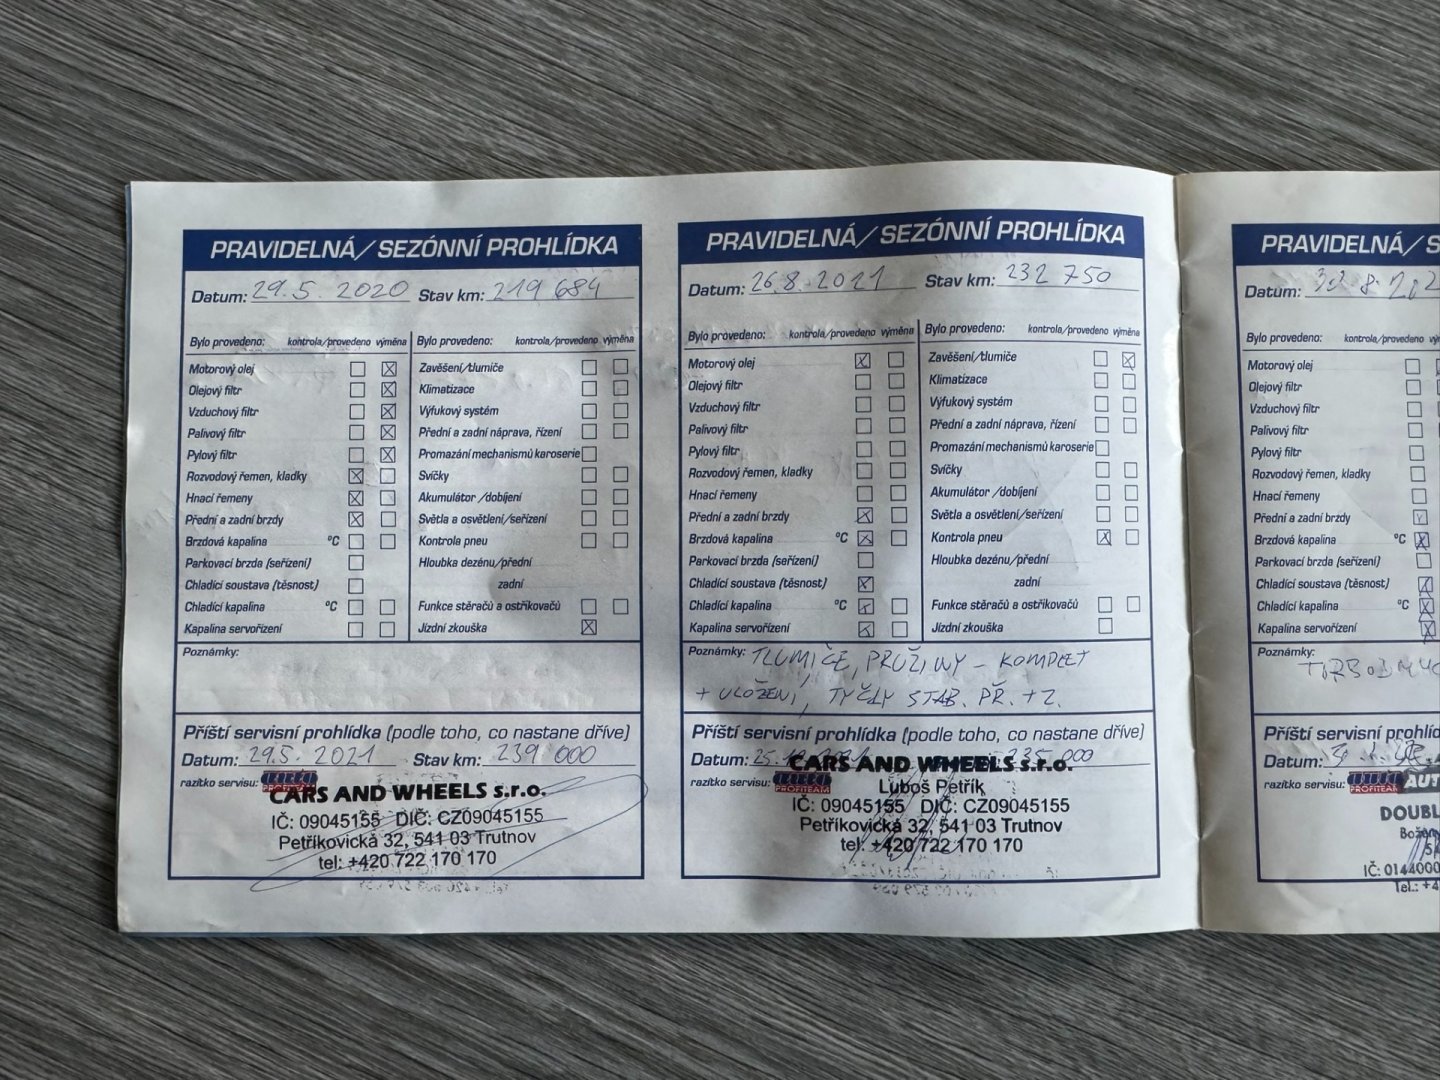 PRAVIDELNÁ/SEZÓNNÍ PROHLÍDKA
Datum: 29.5. 2020 Stav km: 219 684
Bylo provedeno: kontrola/provedeno výměna Bylo provedeno: kontrola/provedeno výměna
Motorový olej Zavěšení/tlumiče
Olejový filtr Klimatizace
Vzduchový filtr Výfukový systém
Palivový filtr Přední a zadní náprava, řízení
Pylový filtr Promazání mechanismů karoserie
Rozvodový řemen, kladky Svíčky
Hnací řemeny Akumulátor /dobíjení
Přední a zadní brzdy Světla a osvětlení/seřízení
Brzdová kapalina °C Kontrola pneu
Parkovací brzda (seřízení) Hloubka dezénu/přední
Chladící soustava (těsnost) zadní
Chladící kapalina °C Funkce stěračů a ostřikovačů
Kapalina servořízení Jízdní zkouška
Poznámky:
Příští servisní prohlídka (podle toho, co nastane dříve)
Datum: 29.5. 2021 Stav km: 239 000
razítko servisu:
PROFITEAM
CARS AND WHEELS s.r.o.
IČ: 09045155 DIČ: CZ09045155
Petříkovická 32, 541 03 Trutnov
tel: +420 722 170 170
PRAVIDELNÁ/SEZÓNNÍ PROHLÍDKA
Datum: 26.8.2021 Stav km: 232 750
Bylo provedeno: kontrola/provedeno výměna Bylo provedeno: kontrola/provedeno výměna
Motorový olej Zavěšení/tlumiče
Olejový filtr Klimatizace
Vzduchový filtr Výfukový systém
Palivový filtr Přední a zadní náprava, řízení
Pylový filtr Promazání mechanismů karoserie
Rozvodový řemen, kladky Svíčky
Hnací řemeny Akumulátor /dobíjení
Přední a zadní brzdy Světla a osvětlení/seřízení
Brzdová kapalina °C Kontrola pneu
Parkovací brzda (seřízení) Hloubka dezénu/přední
Chladící soustava (těsnost) zadní
Chladící kapalina °C Funkce stěračů a ostřikovačů
Kapalina servořízení Jízdní zkouška
Poznámky: TLUMIČE, PRUŽINY - KOMPLET
+ ULOŽENÍ, TYČKY STAB. PŘ. + Z.
Příští servisní prohlídka (podle toho, co nastane dříve)
Datum: 235 000
razítko servisu:
PROFITEAM
CARS AND WHEELS s.r.o.
Luboš Petřík
IČ: 09045155 DIČ: CZ09045155
Petříkovická 32, 541 03 Trutnov
tel: +420 722 170 170
PRAVIDELNÁ/S
Datum:
Bylo provedeno: kontrola/provedeno
Motorový olej
Olejový filtr
Vzduchový filtr
Palivový filtr
Pylový filtr
Rozvodový řemen, kladky
Hnací řemeny
Přední a zadní brzdy
Brzdová kapalina °C
Parkovací brzda (seřízení)
Chladící soustava (těsnost)
Chladící kapalina °C
Kapalina servořízení
Poznámky:
Příští servisní prohlíd
Datum:
razítko servisu:
PROFITEAM AUT
DOUBL
IČ: 0144000
Tel.: +4